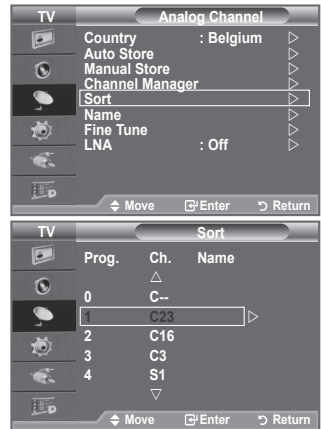 TV Analog Channel
Country : Belgium
Auto Store
Manual Store
Channel Manager
Sort
Name
Fine Tune
LNA : Off
Move Enter Return
TV Sort
Prog. Ch. Name
0 C--
1 C23
2 C16
3 C3
4 S1
Move Enter Return